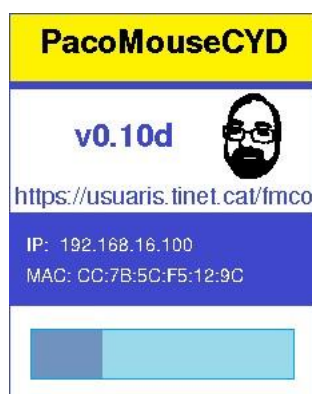 PacoMouseCYD
v0.10d
https://usuaris.tinet.cat/fmco
IP: 192.168.16.100
MAC: CC:7B:5C:F5:12:9C